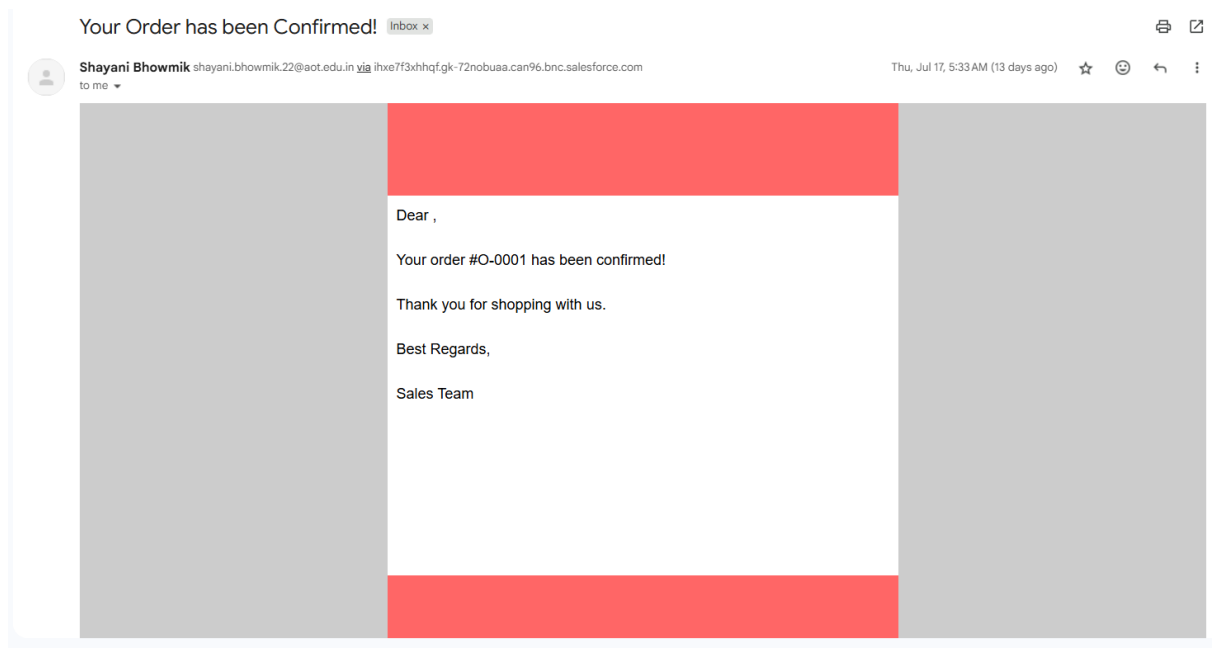 Your Order has been Confirmed! Inbox ×
Shayani Bhowmik shayani.bhowmik.22@aot.edu.in via ihxe7f3xhhqf.gk-72nobuaa.can96.bnc.salesforce.com Thu, Jul 17, 5:33 AM (13 days ago)
to me
Dear ,
Your order #O-0001 has been confirmed!
Thank you for shopping with us.
Best Regards,
Sales Team